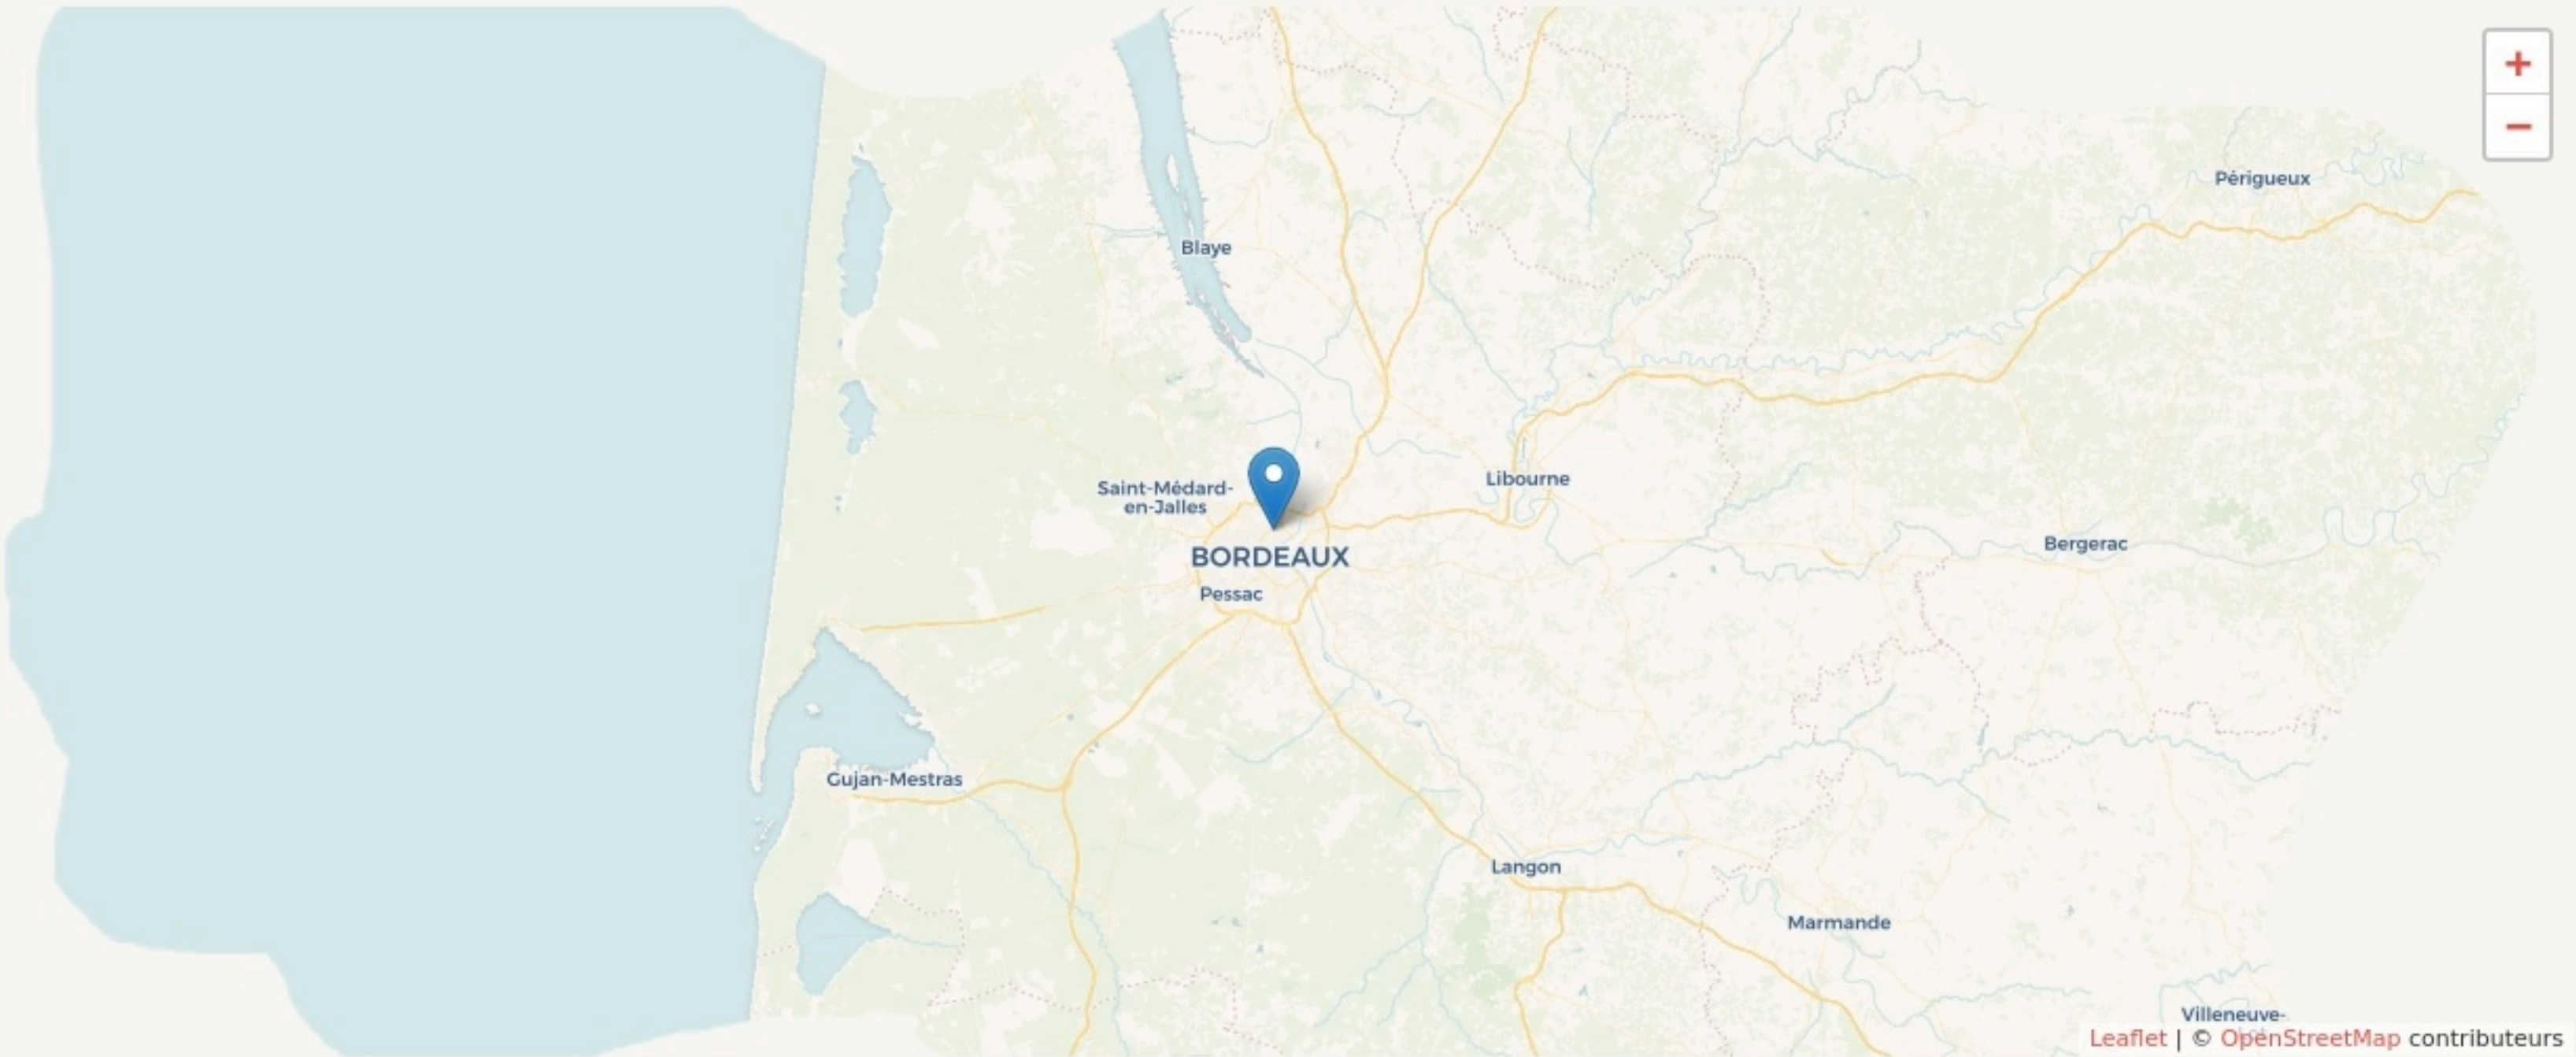 +
−
Périgueux
Blaye
Libourne
Saint-Médard-
en-Jalles
BORDEAUX
Bergerac
Pessac
Gujan-Mestras
Langon
Marmande
Villeneuve-
Leaflet | © OpenStreetMap contributeurs